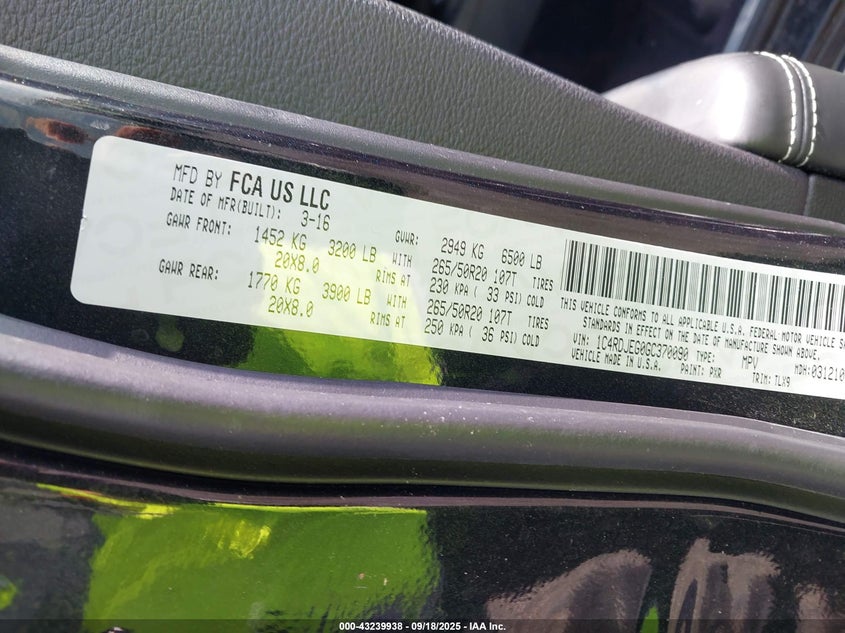 MFD BY FCA US LLC
DATE OF MFR(BUILT): 3-16 GVWR: 2949 KG 6500 LB
GAWR FRONT: 1452 KG 3200 LB WITH 265/50R20 107T TIRES
20X8.0 RIMS AT 230 KPA ( 33 PSI) COLD
GAWR REAR: 1770 KG 3900 LB WITH 265/50R20 107T TIRES
20X8.0 RIMS AT 250 KPA ( 36 PSI) COLD
THIS VEHICLE CONFORMS TO ALL APPLICABLE U.S.A. FEDERAL MOTOR VEHICLE
STANDARDS IN EFFECT ON THE DATE OF MANUFACTURE SHOWN ABOVE.
VIN: 1C4RDJEG0GC370090 TYPE: MPV MDH: 031210
VEHICLE MADE IN U.S.A. PAINT: PXR TRIM: TLX9
000-43239938 - 09/18/2025 - IAA Inc.